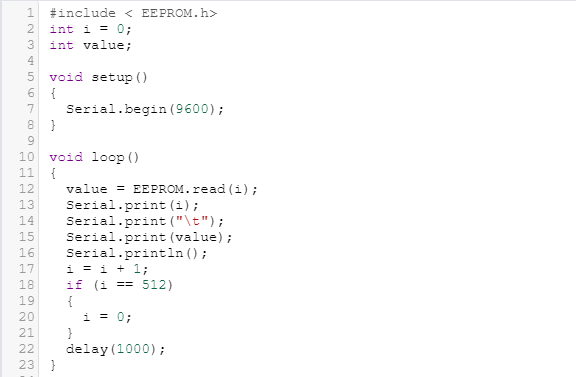 1 #include < EEPROM.h>
2 int i = 0;
3 int value;
4
5 void setup()
6 {
7   Serial.begin(9600);
8 }
9
10 void loop()
11 {
12   value = EEPROM.read(i);
13   Serial.print(i);
14   Serial.print("\t");
15   Serial.print(value);
16   Serial.println();
17   i = i + 1;
18   if (i == 512)
19   {
20     i = 0;
21   }
22   delay(1000);
23 }